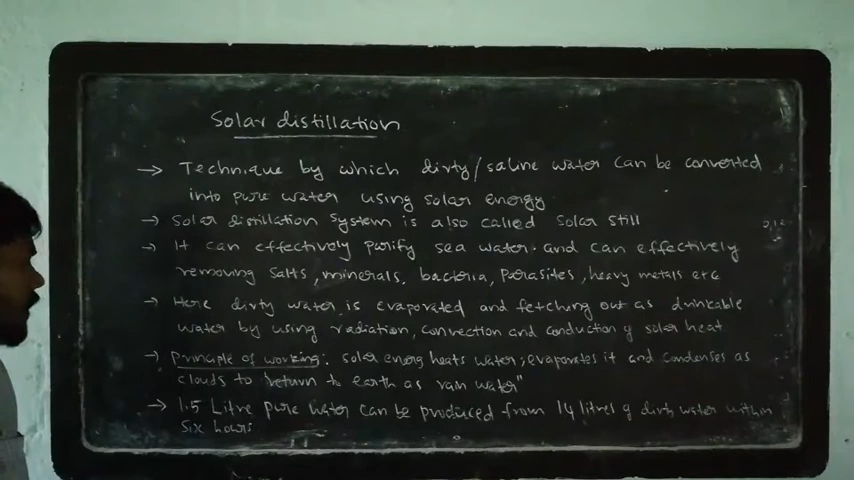 Solar distillation
→ Technique by which dirty/saline water can be converted
into pure water using solar energy.
→ Solar distillation system is also called solar still
→ It can effectively purify sea water. and can effectively
removing salts, minerals, bacteria, parasites, heavy metals etc
→ Here dirty water is evaporated and fetching out as drinkable
water by using radiation, convection and conduction of solar heat
→ principle of working: solar energ heats water; evaporates it and condenses as
clouds to return to earth as rain water"
→ 1.5 Litre pure water can be produced from 14 litres of dirty water within
six hours